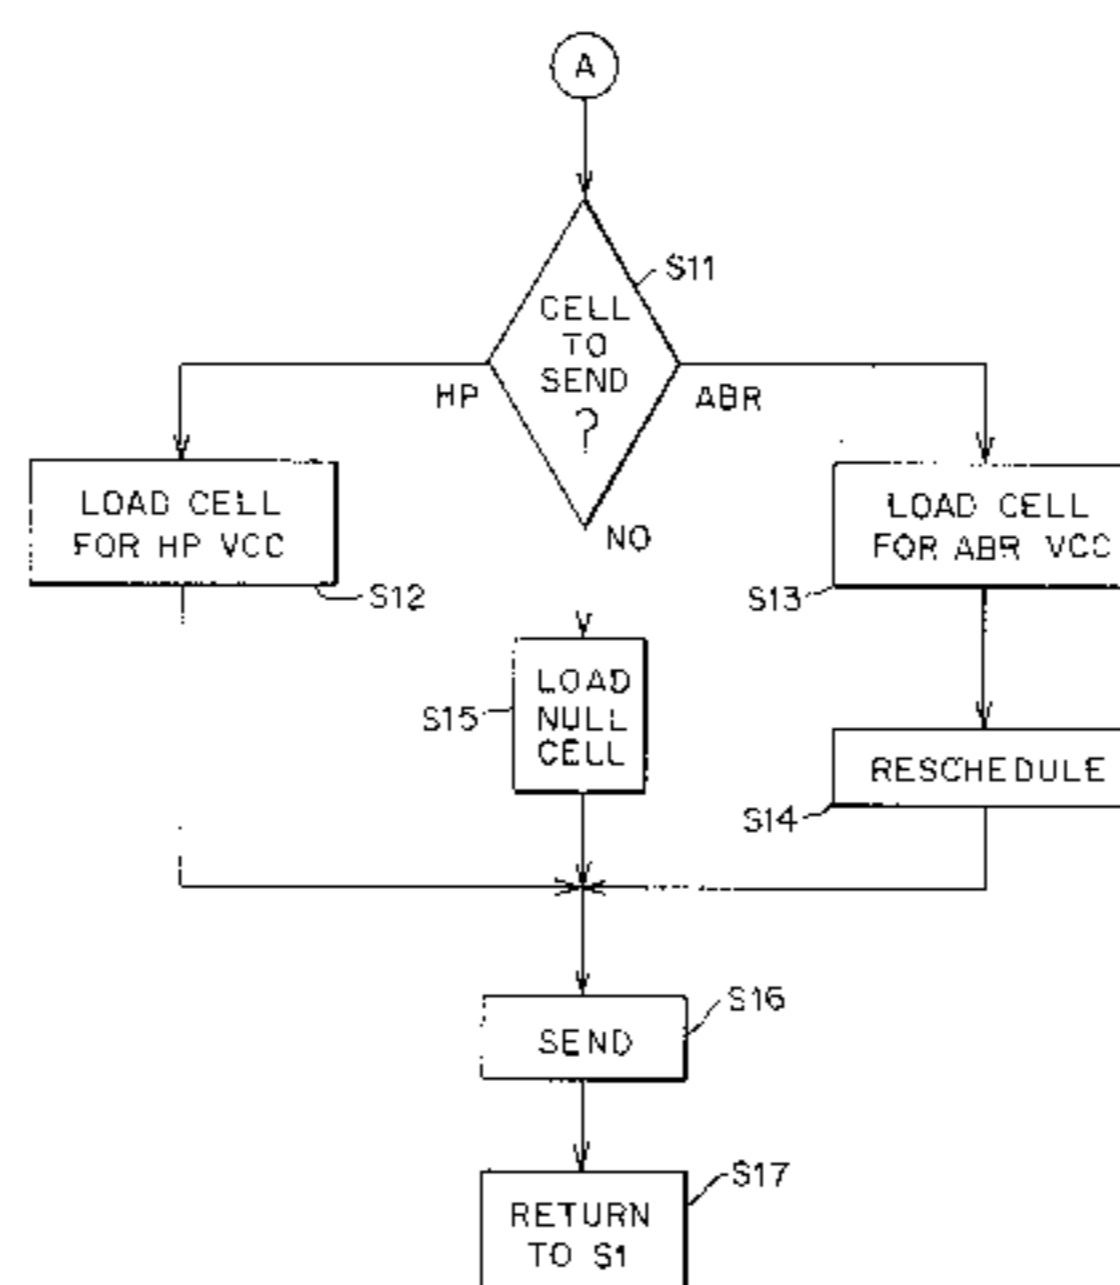 A
S11
CELL
TO
SEND
?
HP
ABR
NO
LOAD CELL
FOR HP VCC
S12
LOAD CELL
FOR ABR VCC
S13
S15
LOAD
NULL
CELL
RESCHEDULE
S14
S16
SEND
S17
RETURN
TO S1